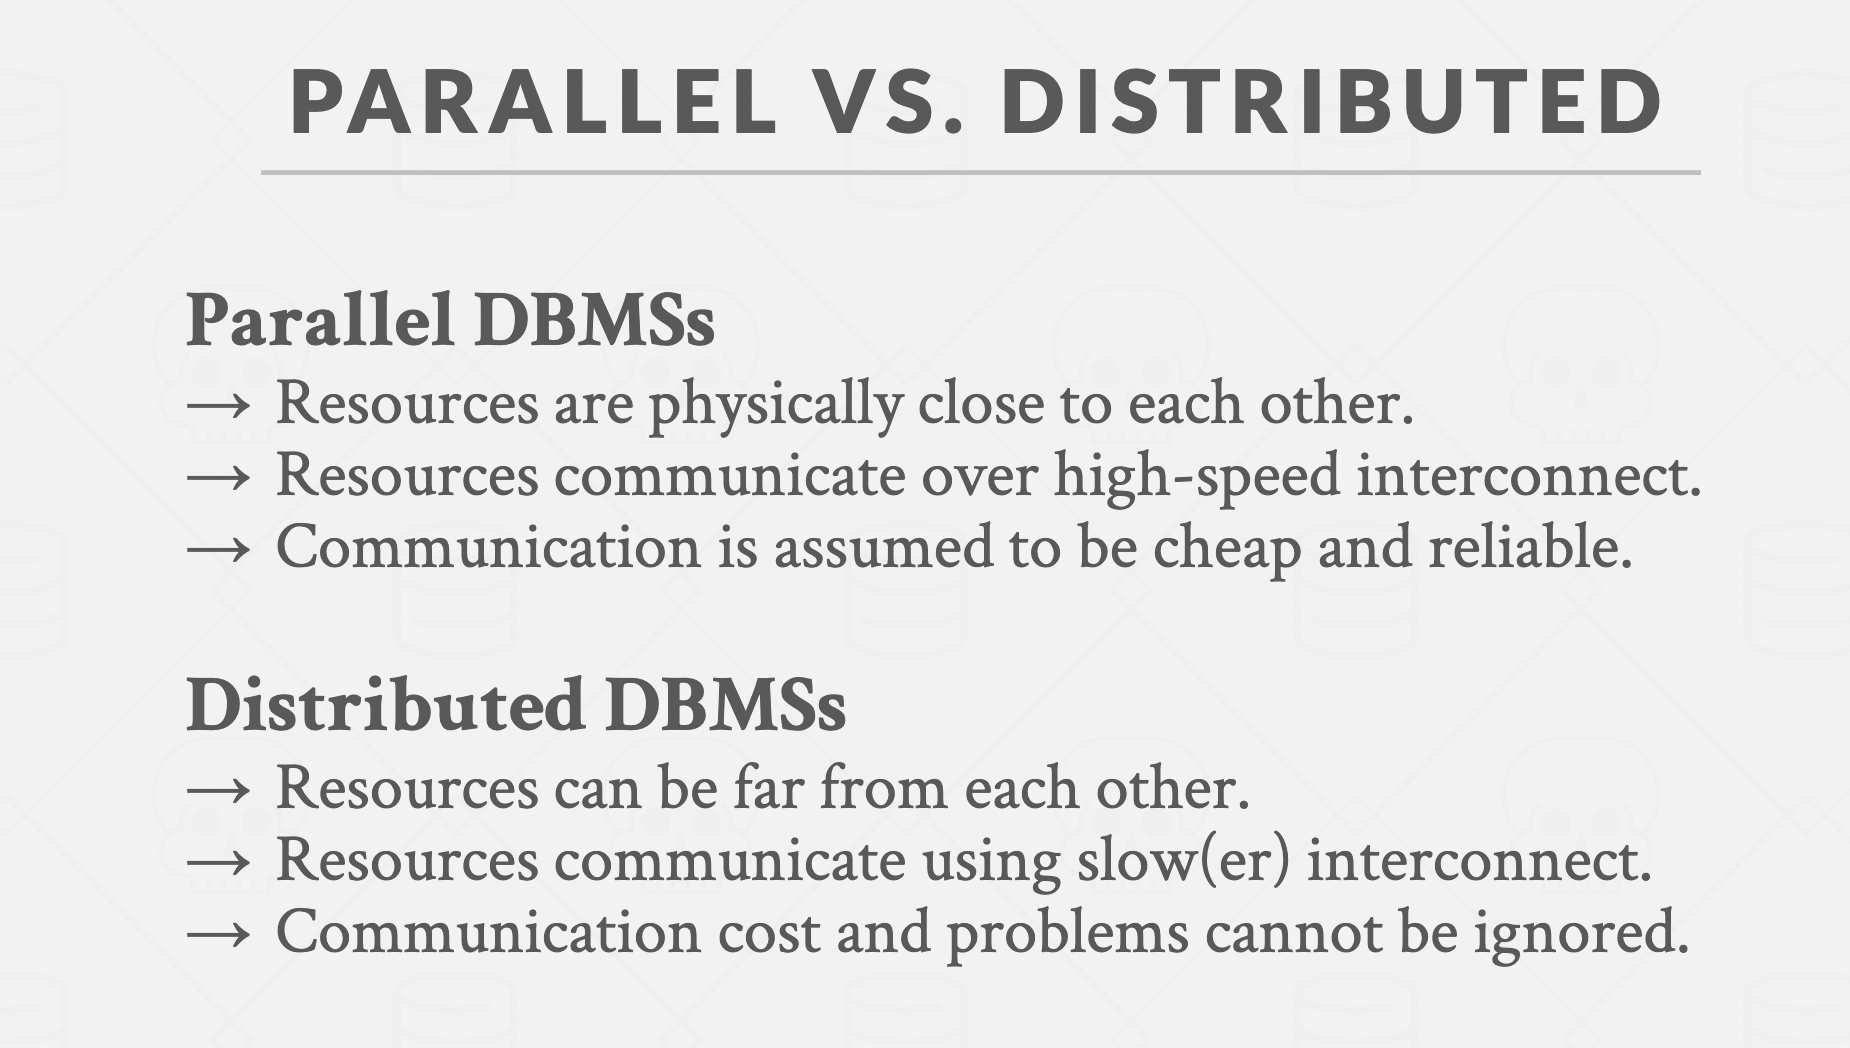 PARALLEL VS. DISTRIBUTED
Parallel DBMSs
→ Resources are physically close to each other.
→ Resources communicate over high-speed interconnect.
→ Communication is assumed to be cheap and reliable.
Distributed DBMSs
→ Resources can be far from each other.
→ Resources communicate using slow(er) interconnect.
→ Communication cost and problems cannot be ignored.